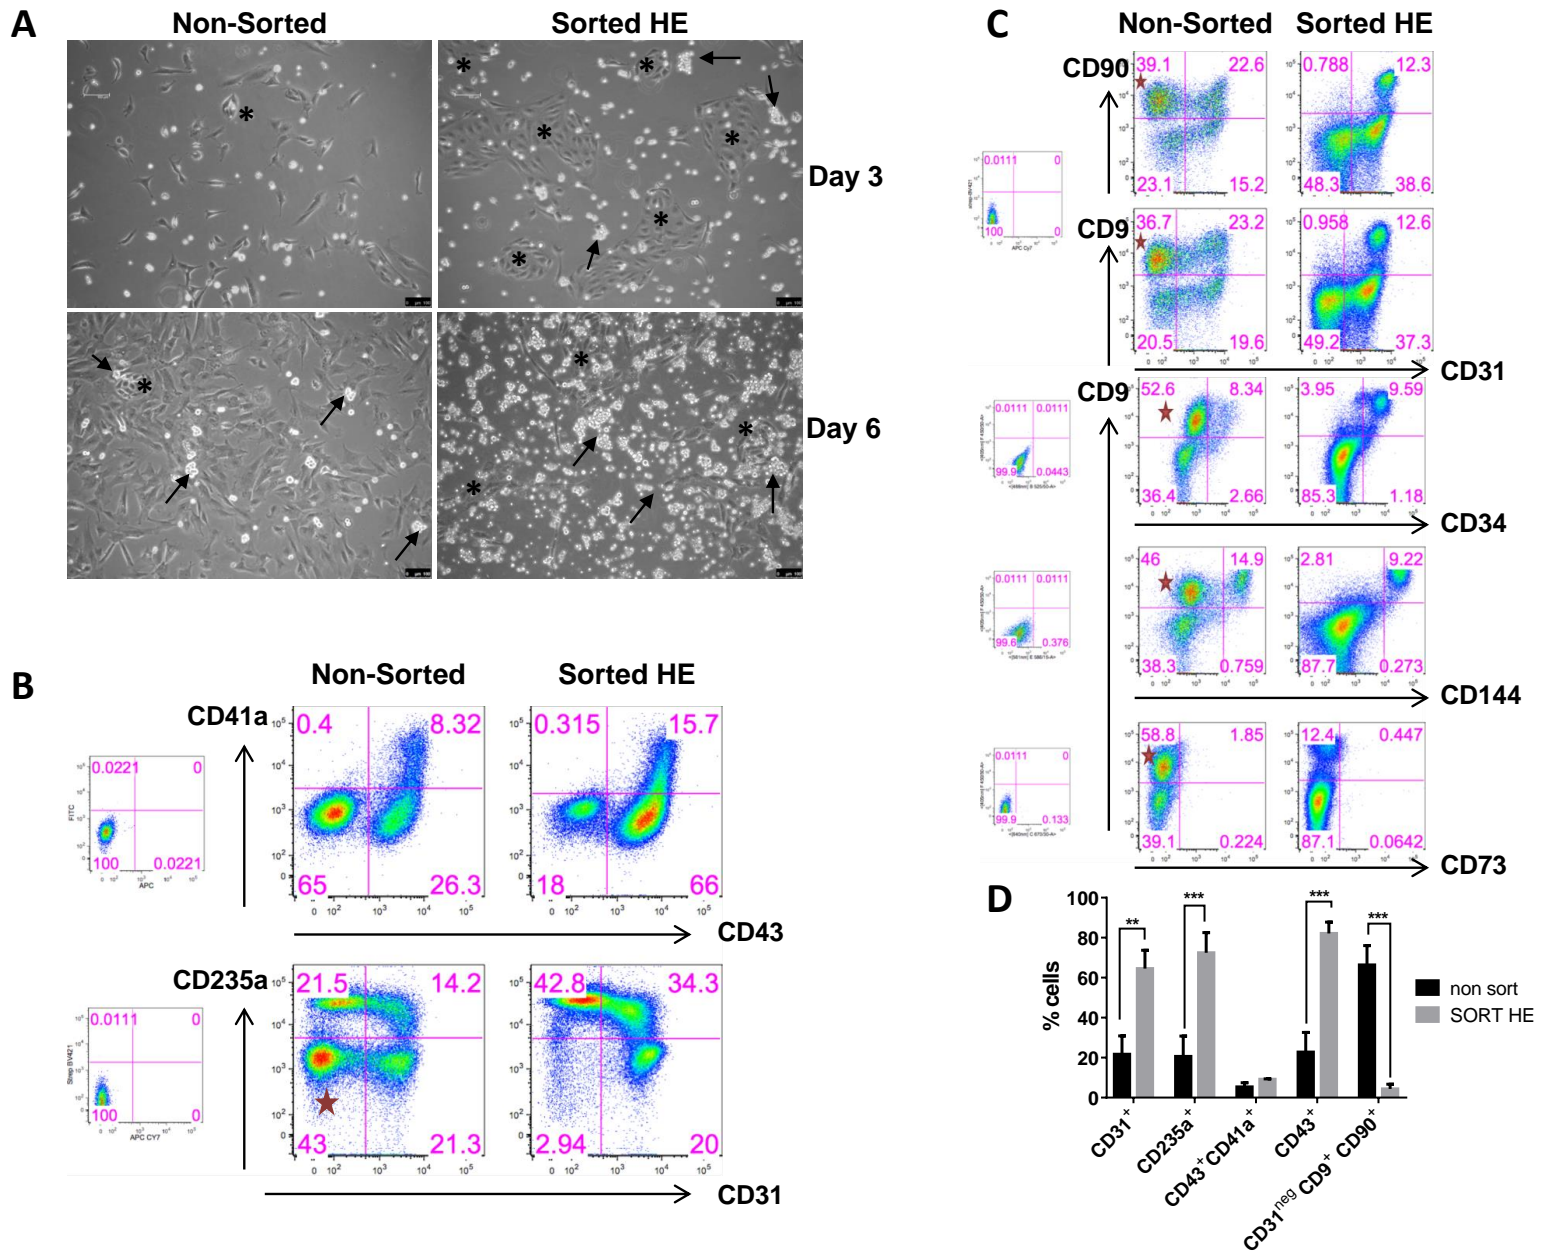 A
Non-Sorted
Sorted HE
*
*
*
*
*
*
*
Day 3
*
*
*
*
Day 6
B
Non-Sorted
Sorted HE
CD41a
0.0221 0
100 0.0221
FITC
APC
0.4 8.32
65 26.3
0.315 15.7
18 66
CD43
CD235a
0.0111 0
100 0
Strep BV421
APC CY7
21.5 14.2
43 21.3
42.8 34.3
2.94 20
CD31
C
Non-Sorted
Sorted HE
CD90
39.1 22.6
23.1 15.2
0.788 12.3
48.3 38.6
0.0111 0
100 0
strep BV421
APC Cy7
CD9
36.7 23.2
20.5 19.6
0.958 12.6
49.2 37.3
CD31
CD9
0.0111 0.0111
99.9 0.0443
52.6 8.34
36.4 2.66
3.95 9.59
85.3 1.18
CD34
0.0111 0.0111
99.6 0.376
46 14.9
38.3 0.759
2.81 9.22
87.7 0.273
CD144
0.0111 0
99.9 0.133
58.8 1.85
39.1 0.224
12.4 0.447
87.1 0.0642
CD73
D
% cells
100
80
60
40
20
0
**
***
***
***
CD31+
CD235a+
CD43+CD41a+
CD43+
CD31neg CD9+ CD90+
non sort
SORT HE